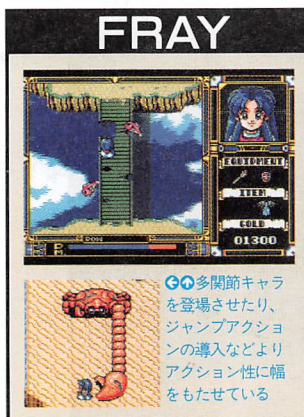 FRAY
EQUIPMENT
ITEM
GOLD
01300
POW
←↑多関節キャラ
を登場させたり、
ジャンプアクショ
ンの導入などより
アクション性に幅
をもたせている